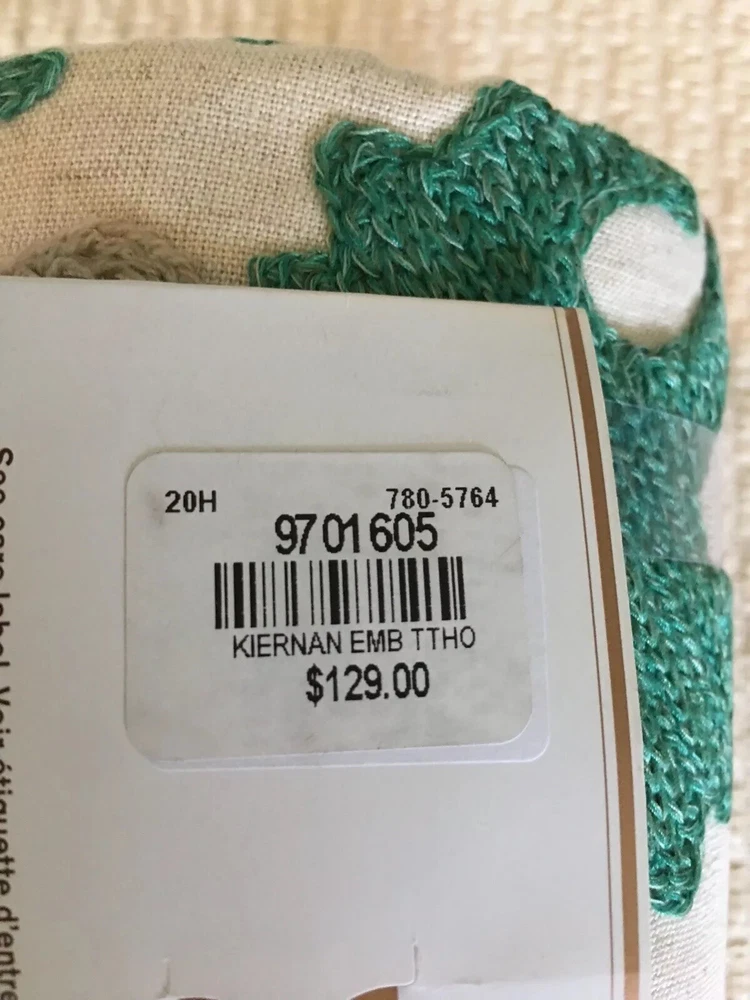 20H 780-5764
9701605
KIERNAN EMB TTHO
$129.00
See care label. Voir étiquette d'entre